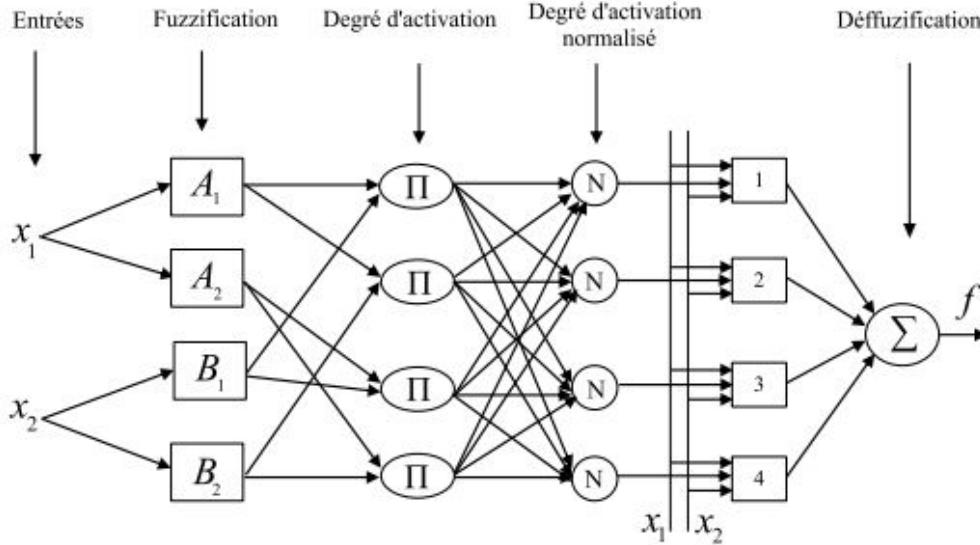 Entrées
Fuzzification
Degré d'activation
Degré d'activation
normalisé
Déffuzification
A₁
Π
N
1
x₁
A₂
Π
N
2
f
Σ
B₁
Π
N
3
x₂
B₂
Π
N
4
x₁ x₂